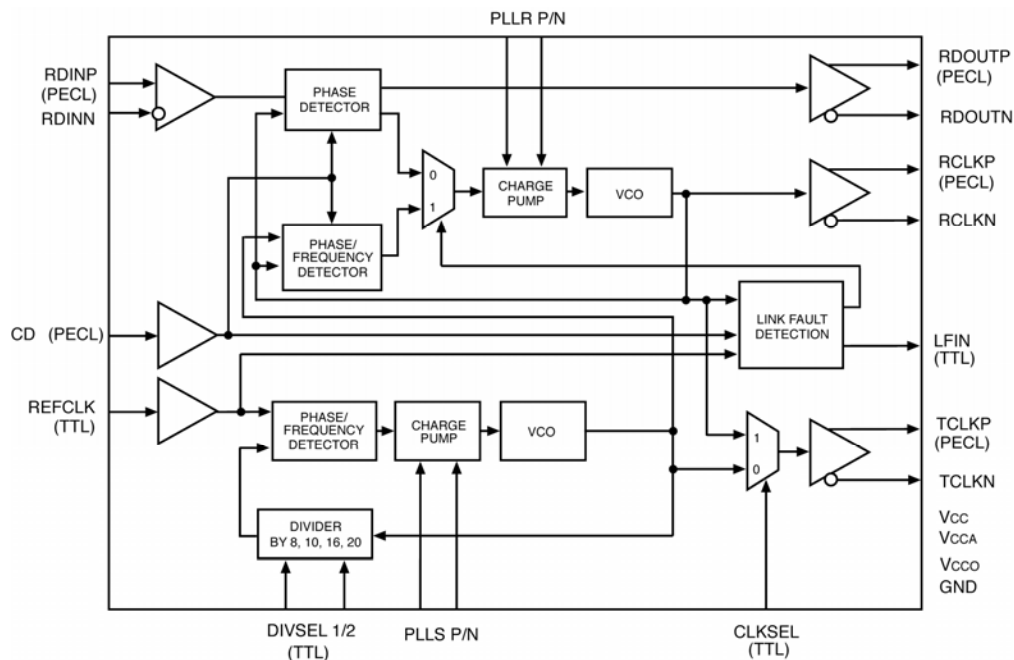 PLLR P/N
RDINP
(PECL)
RDINN
PHASE
DETECTOR
RDOUTP
(PECL)
RDOUTN
0
1
CHARGE
PUMP
VCO
RCLKP
(PECL)
RCLKN
PHASE/
FREQUENCY
DETECTOR
CD (PECL)
LINK FAULT
DETECTION
LFIN
(TTL)
REFCLK
(TTL)
PHASE/
FREQUENCY
DETECTOR
CHARGE
PUMP
VCO
1
0
TCLKP
(PECL)
TCLKN
DIVIDER
BY 8, 10, 16, 20
VCC
VCCA
VCCO
GND
DIVSEL 1/2
(TTL)
PLLS P/N
CLKSEL
(TTL)